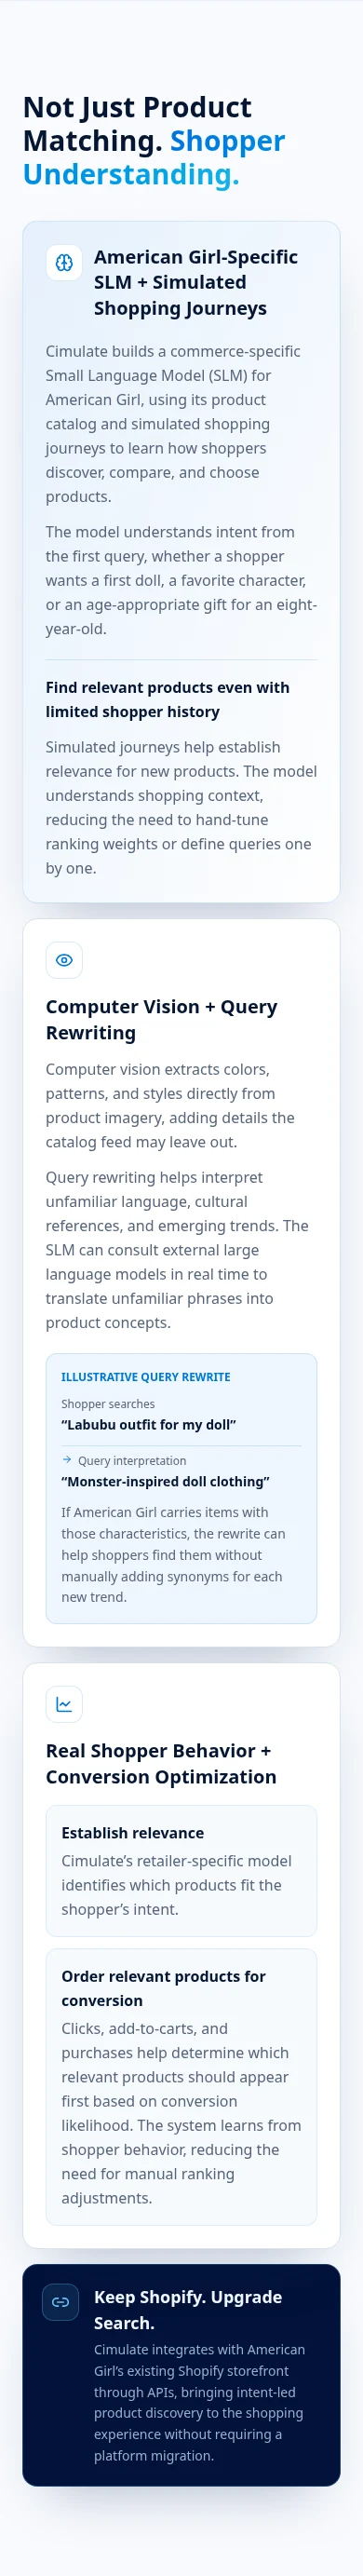 Not Just Product
Matching. Shopper
Understanding.
American Girl-Specific
SLM + Simulated
Shopping Journeys
Cimulate builds a commerce-specific
Small Language Model (SLM) for
American Girl, using its product
catalog and simulated shopping
journeys to learn how shoppers
discover, compare, and choose
products.
The model understands intent from
the first query, whether a shopper
wants a first doll, a favorite character,
or an age-appropriate gift for an eight-
year-old.
Find relevant products even with
limited shopper history
Simulated journeys help establish
relevance for new products. The model
understands shopping context,
reducing the need to hand-tune
ranking weights or define queries one
by one.
Computer Vision + Query
Rewriting
Computer vision extracts colors,
patterns, and styles directly from
product imagery, adding details the
catalog feed may leave out.
Query rewriting helps interpret
unfamiliar language, cultural
references, and emerging trends. The
SLM can consult external large
language models in real time to
translate unfamiliar phrases into
product concepts.
ILLUSTRATIVE QUERY REWRITE
Shopper searches
“Labubu outfit for my doll”
→ Query interpretation
“Monster-inspired doll clothing”
If American Girl carries items with
those characteristics, the rewrite can
help shoppers find them without
manually adding synonyms for each
new trend.
Real Shopper Behavior +
Conversion Optimization
Establish relevance
Cimulate’s retailer-specific model
identifies which products fit the
shopper’s intent.
Order relevant products for
conversion
Clicks, add-to-carts, and
purchases help determine which
relevant products should appear
first based on conversion
likelihood. The system learns from
shopper behavior, reducing the
need for manual ranking
adjustments.
Keep Shopify. Upgrade
Search.
Cimulate integrates with American
Girl’s existing Shopify storefront
through APIs, bringing intent-led
product discovery to the shopping
experience without requiring a
platform migration.